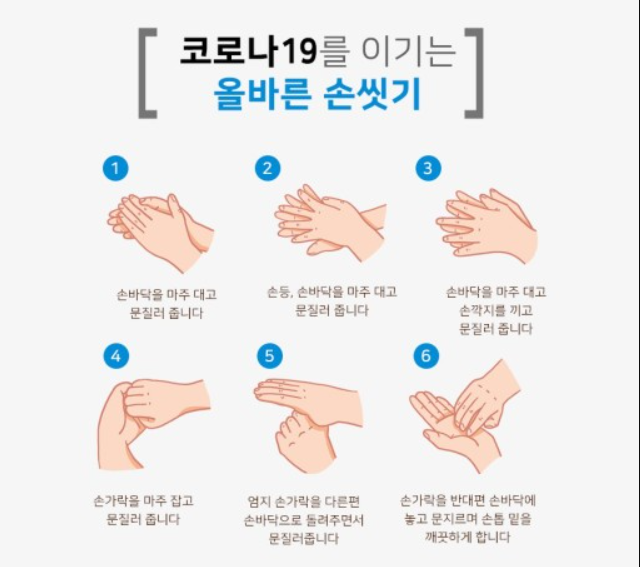 코로나19를 이기는
올바른 손씻기
1
손바닥을 마주 대고
문질러 줍니다
2
손등, 손바닥을 마주 대고
문질러 줍니다
3
손바닥을 마주 대고
손깍지를 끼고
문질러 줍니다
4
손가락을 마주 잡고
문질러 줍니다
5
엄지 손가락을 다른편
손바닥으로 돌려주면서
문질러줍니다
6
손가락을 반대편 손바닥에
놓고 문지르며 손톱 밑을
깨끗하게 합니다